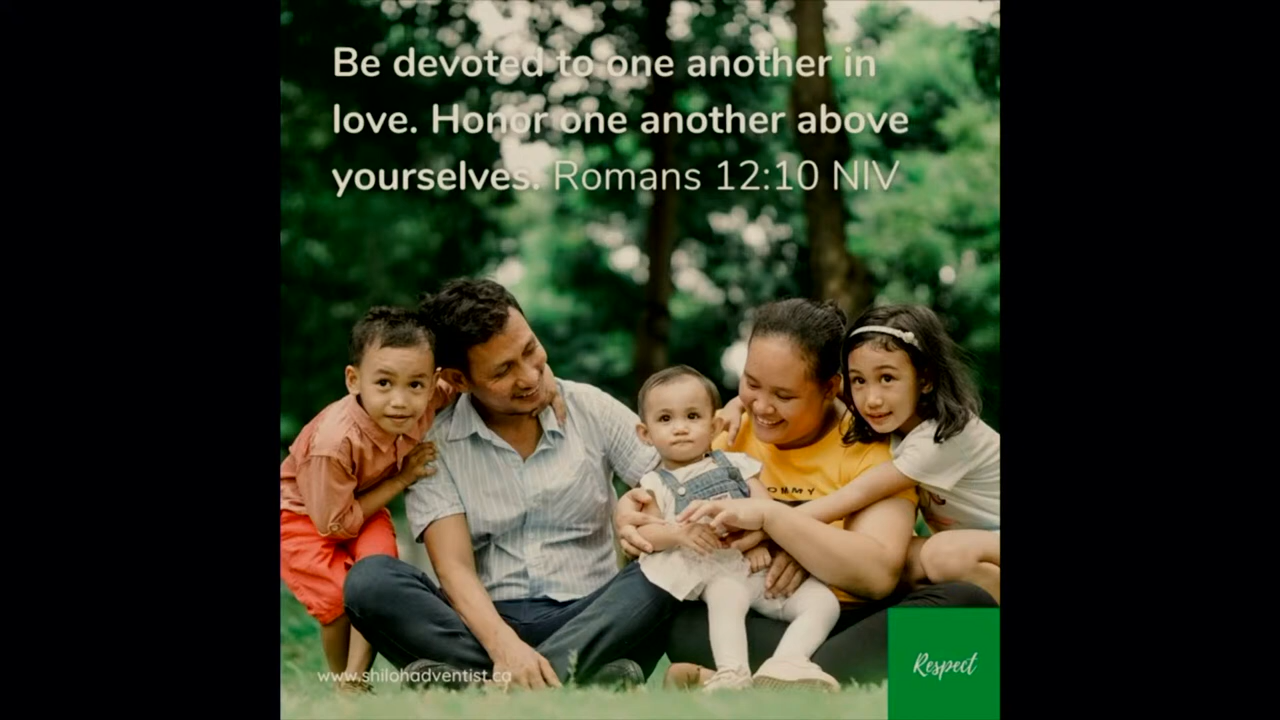 Be devoted to one another in
love. Honor one another above
yourselves. Romans 12:10 NIV
OMMY
www.shilohadventist.ca
Respect